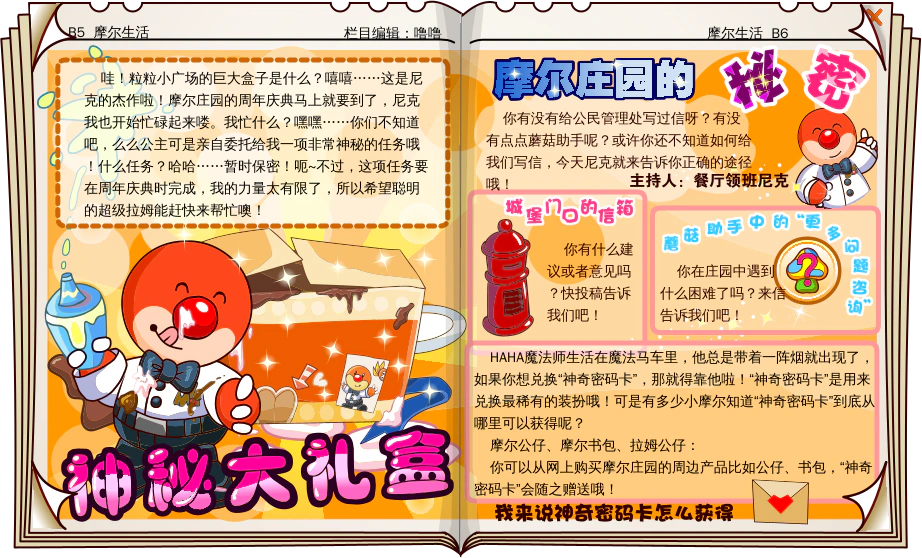 B5 摩尔生活
栏目编辑：噜噜
哇！粒粒小广场的巨大盒子是什么？嘻嘻……这是尼
克的杰作啦！摩尔庄园的周年庆典马上就要到了，尼克
我也开始忙碌起来喽。我忙什么？嘿嘿……你们不知道
吧，么么公主可是亲自委托给我一项非常神秘的任务哦
！什么任务？哈哈……暂时保密！呃~不过，这项任务要
在周年庆典时完成，我的力量太有限了，所以希望聪明
的超级拉姆能赶快来帮忙噢！
神秘大礼盒
摩尔生活 B6
摩尔庄园的秘密
你有没有给公民管理处写过信呀？有没
有点点蘑菇助手呢？或许你还不知道如何给
我们写信，今天尼克就来告诉你正确的途径
哦！
主持人：餐厅领班尼克
城堡门口的信箱
你有什么建
议或者意见吗
？快投稿告诉
我们吧！
蘑菇助手中的“更多问题咨询”
你在庄园中遇到
什么困难了吗？来信
告诉我们吧！
HAHA魔法师生活在魔法马车里，他总是带着一阵烟就出现了，
如果你想兑换“神奇密码卡”，那就得靠他啦！“神奇密码卡”是用来
兑换最稀有的装扮哦！可是有多少小摩尔知道“神奇密码卡”到底从
哪里可以获得呢？
摩尔公仔、摩尔书包、拉姆公仔：
你可以从网上购买摩尔庄园的周边产品比如公仔、书包，“神奇
密码卡”会随之赠送哦！
我来说神奇密码卡怎么获得